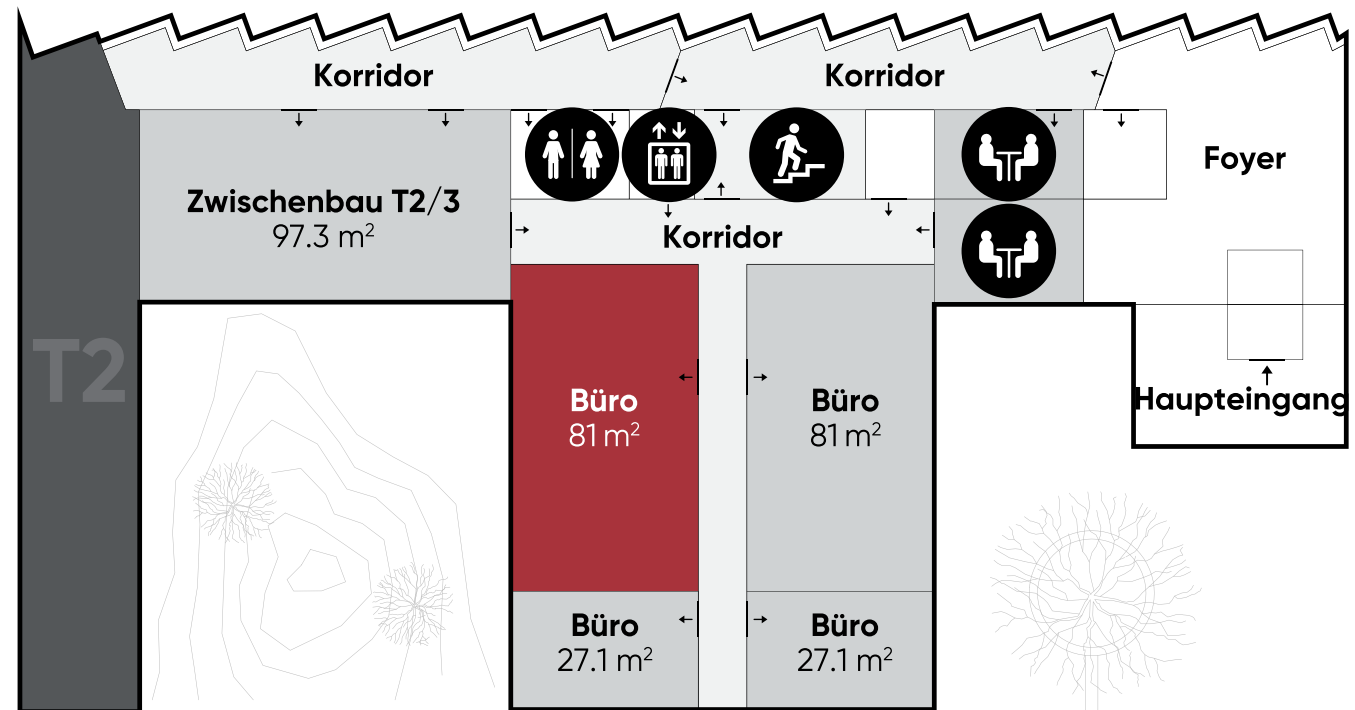 Korridor
Korridor
Foyer
Zwischenbau T2/3
97.3 m²
Korridor
T2
Büro
81 m²
Büro
81 m²
Haupteingang
Büro
27.1 m²
Büro
27.1 m²